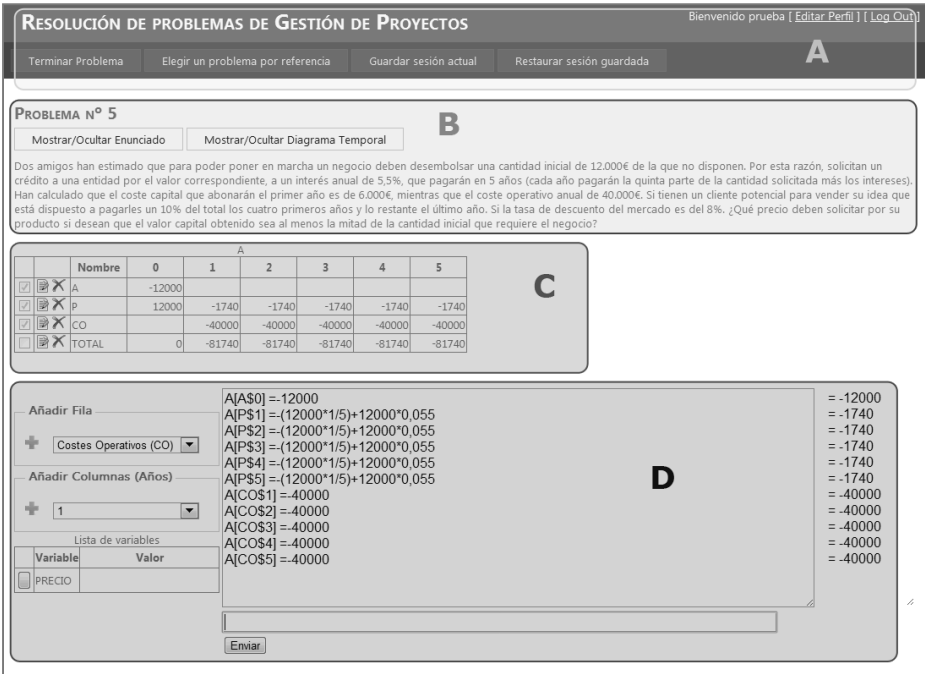 Resolución de problemas de Gestión de Proyectos
Bienvenido prueba [ Editar Perfil ] [ Log Out ]
Terminar Problema Elegir un problema por referencia Guardar sesión actual Restaurar sesión guardada
A
Problema nº 5
B
Mostrar/Ocultar Enunciado Mostrar/Ocultar Diagrama Temporal
Dos amigos han estimado que para poder poner en marcha un negocio deben desembolsar una cantidad inicial de 12.000€ de la que no disponen. Por esta razón, solicitan un
crédito a una entidad por el valor correspondiente, a un interés anual de 5,5%, que pagarán en 5 años (cada año pagarán la quinta parte de la cantidad solicitada más los intereses).
Han calculado que el coste capital que abonarán el primer año es de 6.000€, mientras que el coste operativo anual de 40.000€. Si tienen un cliente potencial para vender su idea que
está dispuesto a pagarles un 10% del total los cuatro primeros años y lo restante el último año. Si la tasa de descuento del mercado es del 8%. ¿Qué precio deben solicitar por su
producto si desean que el valor capital obtenido sea al menos la mitad de la cantidad inicial que requiere el negocio?
A
Nombre 0 1 2 3 4 5
A -12000
P 12000 -1740 -1740 -1740 -1740 -1740
CO -40000 -40000 -40000 -40000 -40000
TOTAL 0 -81740 -81740 -81740 -81740 -81740
C
Añadir Fila
Costes Operativos (CO)
Añadir Columnas (Años)
1
Lista de variables
Variable Valor
PRECIO
A[A$0] =-12000 = -12000
A[P$1] =-(12000*1/5)+12000*0,055 = -1740
A[P$2] =-(12000*1/5)+12000*0,055 = -1740
A[P$3] =-(12000*1/5)+12000*0,055 = -1740
A[P$4] =-(12000*1/5)+12000*0,055 = -1740
A[P$5] =-(12000*1/5)+12000*0,055 = -1740
A[CO$1] =-40000 = -40000
A[CO$2] =-40000 = -40000
A[CO$3] =-40000 = -40000
A[CO$4] =-40000 = -40000
A[CO$5] =-40000 = -40000
D
Enviar